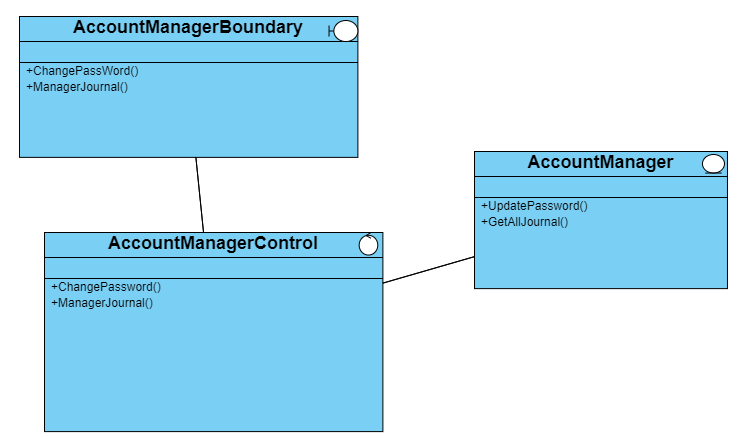 AccountManagerBoundary
+ChangePassWord()
+ManagerJournal()
AccountManager
+UpdatePassword()
+GetAllJournal()
AccountManagerControl
+ChangePassword()
+ManagerJournal()